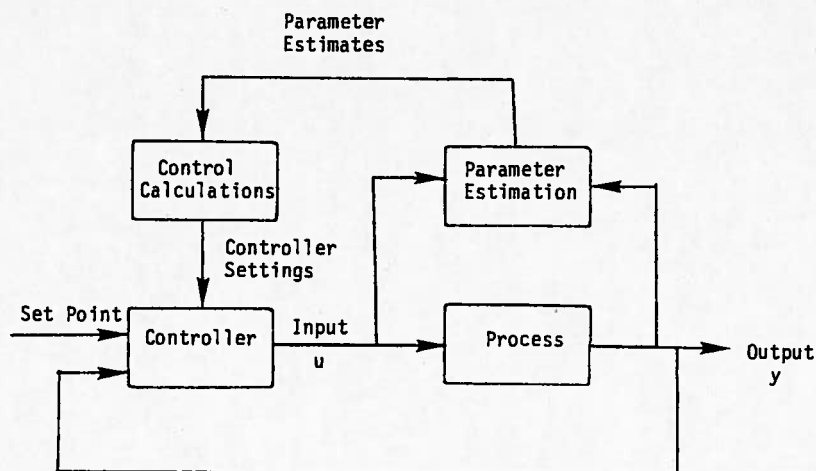 Parameter
Estimates
Control
Calculations
Parameter
Estimation
Controller
Settings
Set Point
Controller
Input
u
Process
Output
y